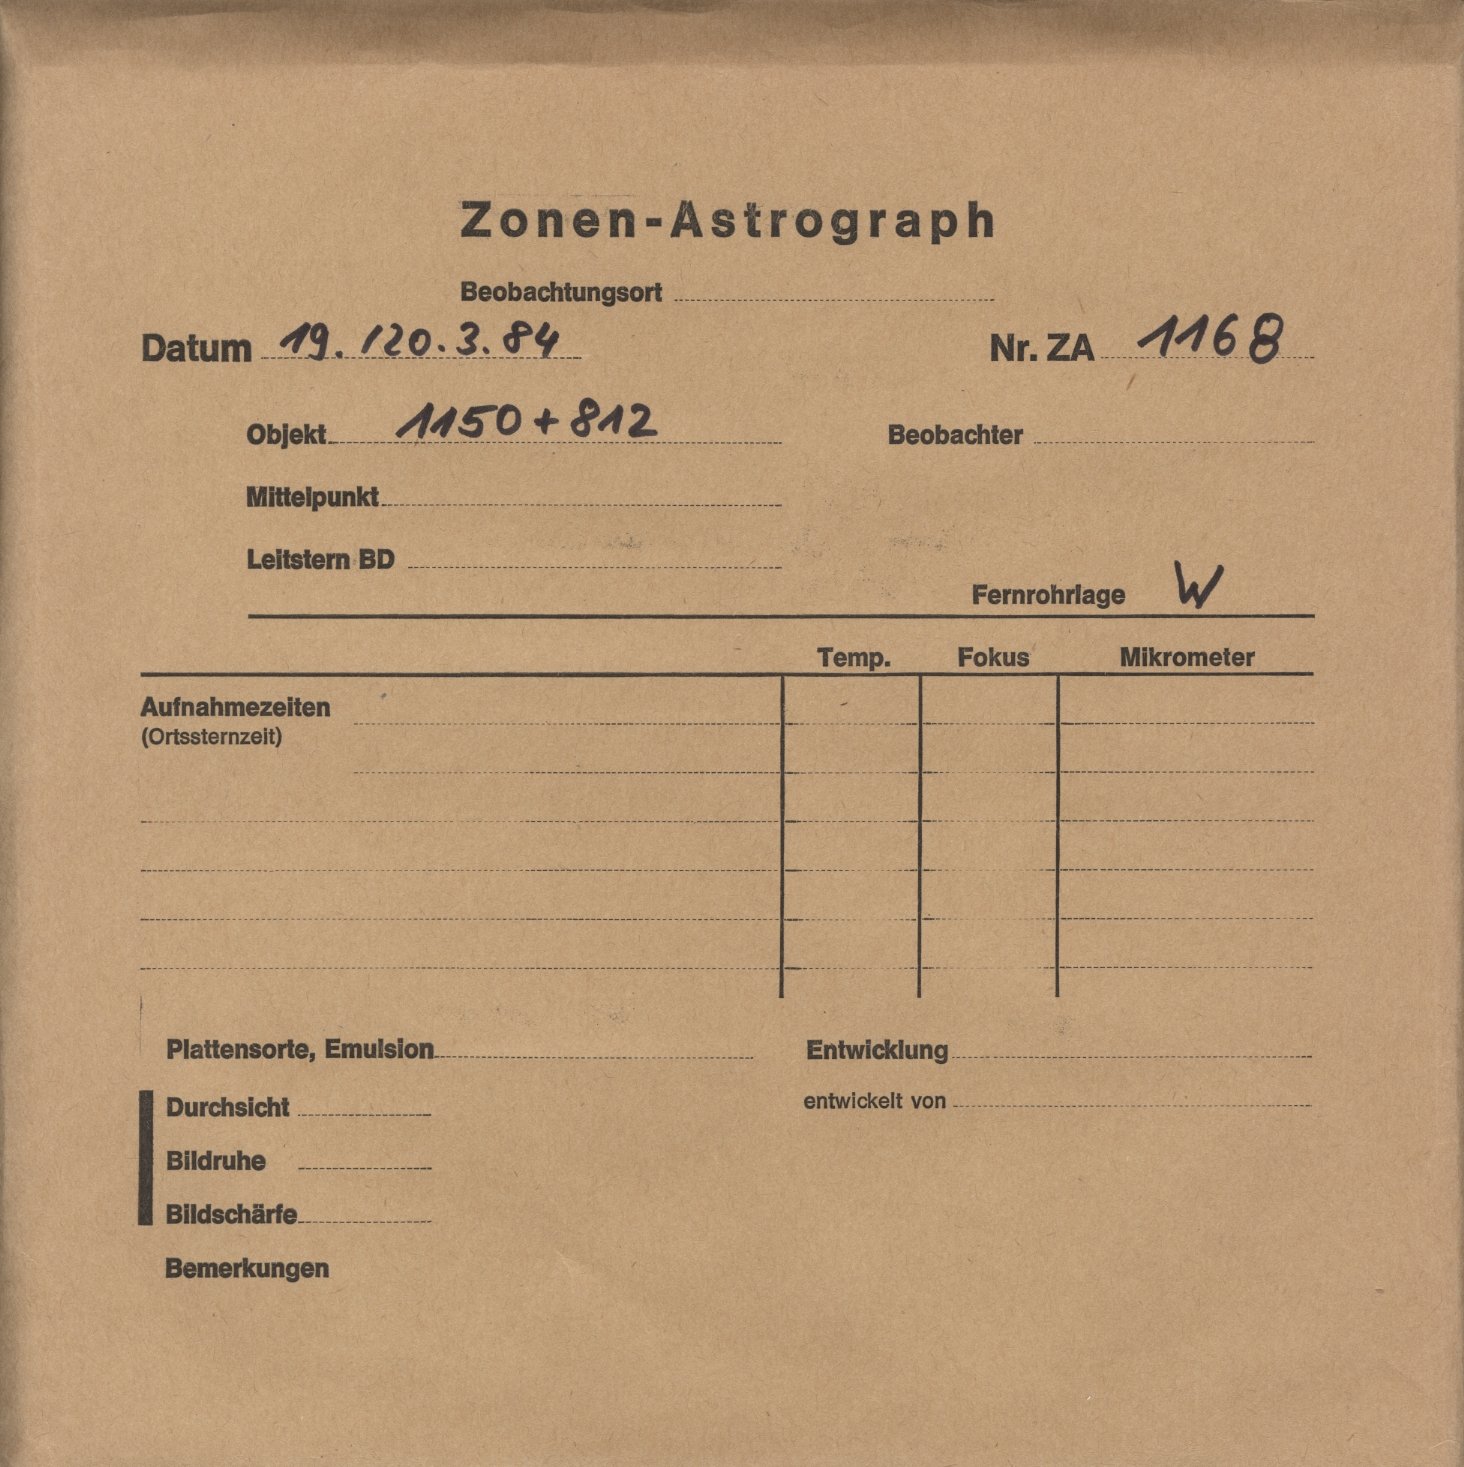 Zonen-Astrograph
Beobachtungsort
Datum 19./20.3.84 Nr. ZA 1168
Objekt 1150+812 Beobachter
Mittelpunkt
Leitstern BD
Fernrohrlage W
Temp. Fokus Mikrometer
Aufnahmezeiten
(Ortssternzeit)
Plattensorte, Emulsion Entwicklung
Durchsicht entwickelt von
Bildruhe
Bildschärfe
Bemerkungen